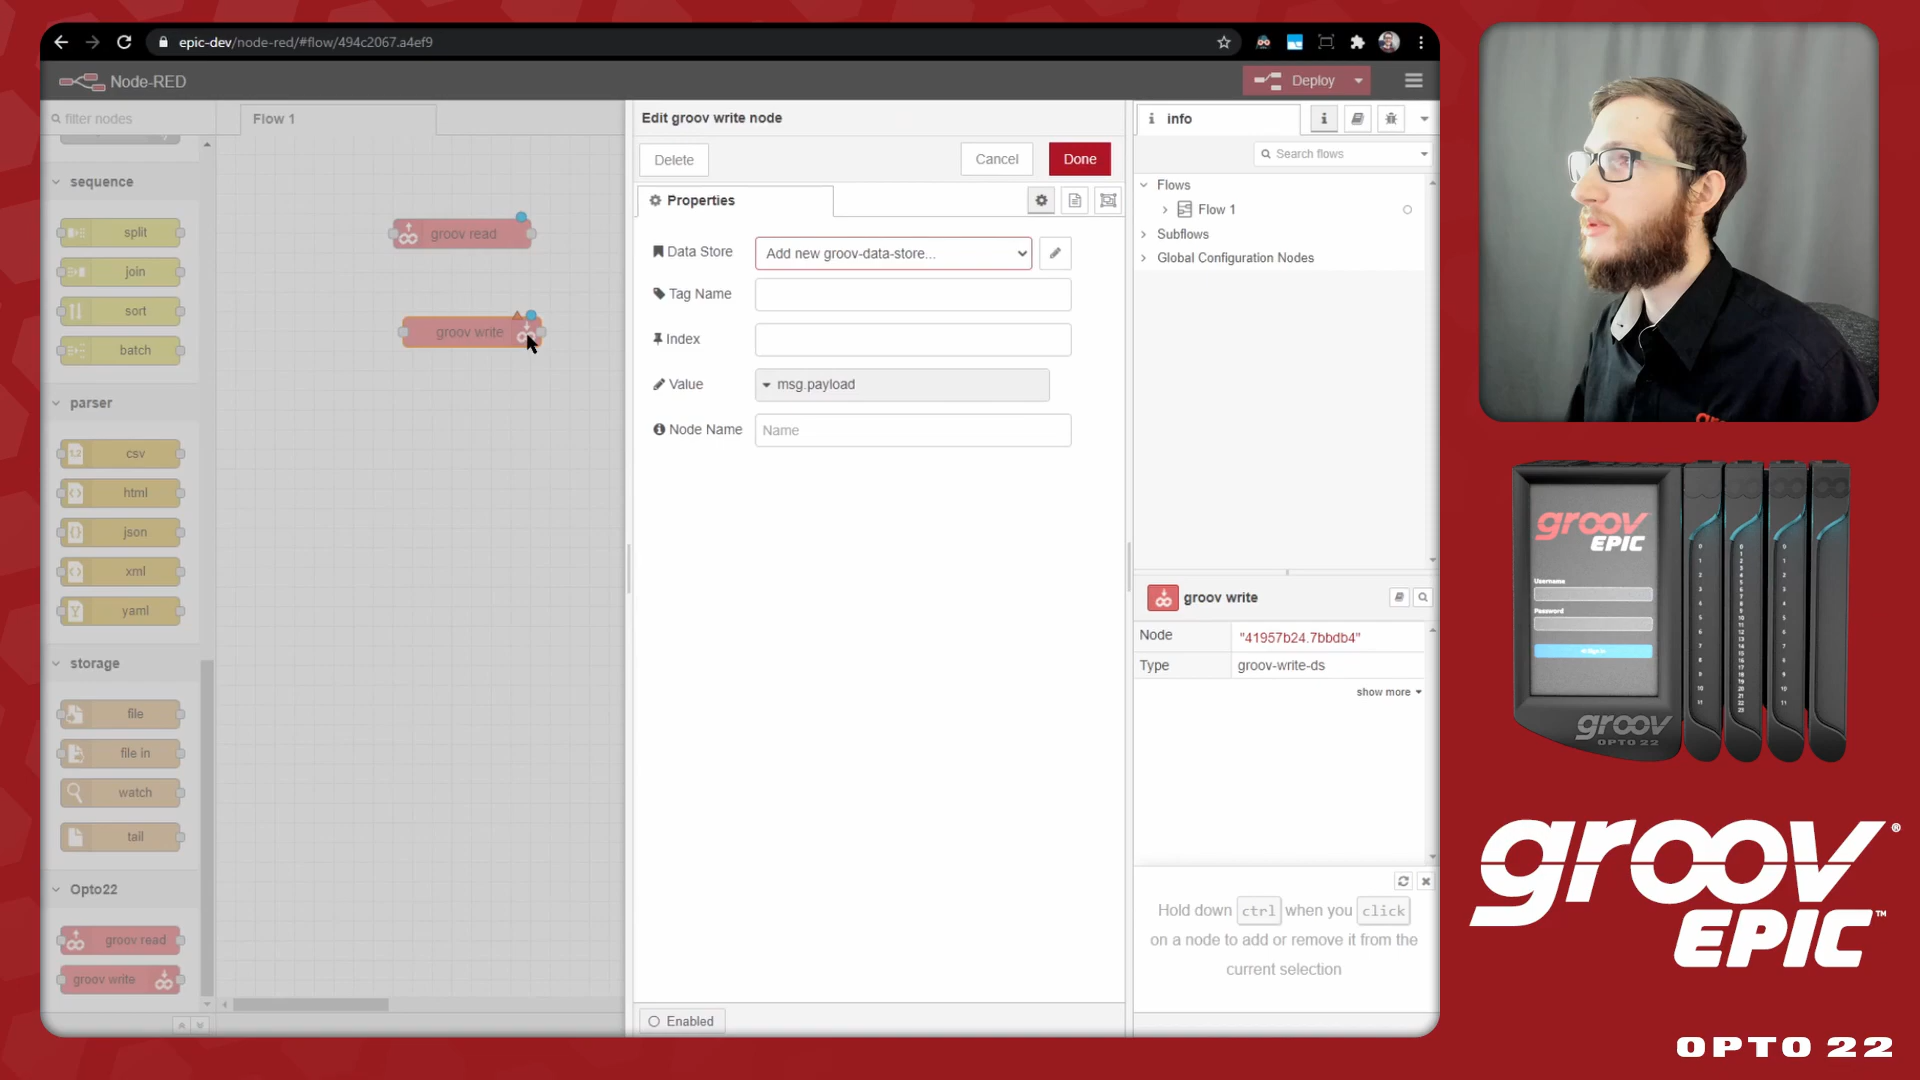 epic-dev/node-red/#flow/494c2067.a4ef9
Node-RED
Deploy
filter nodes
Flow 1
sequence
split
join
sort
batch
parser
csv
html
json
xml
yaml
storage
file
file in
watch
tail
Opto22
groov read
groov write
groov read
groov write
Edit groov write node
Delete
Cancel
Done
Properties
Data Store
Add new groov-data-store...
Tag Name
Index
Value
msg.payload
Node Name
Name
Enabled
info
Search flows
Flows
Flow 1
Subflows
Global Configuration Nodes
groov write
Node
"41957b24.7bbdb4"
Type
groov-write-ds
show more
Hold down ctrl when you click
on a node to add or remove it from the
current selection
groov
EPIC
Username
Password
groov
OPTO 22
groov®
EPIC™
OPTO 22